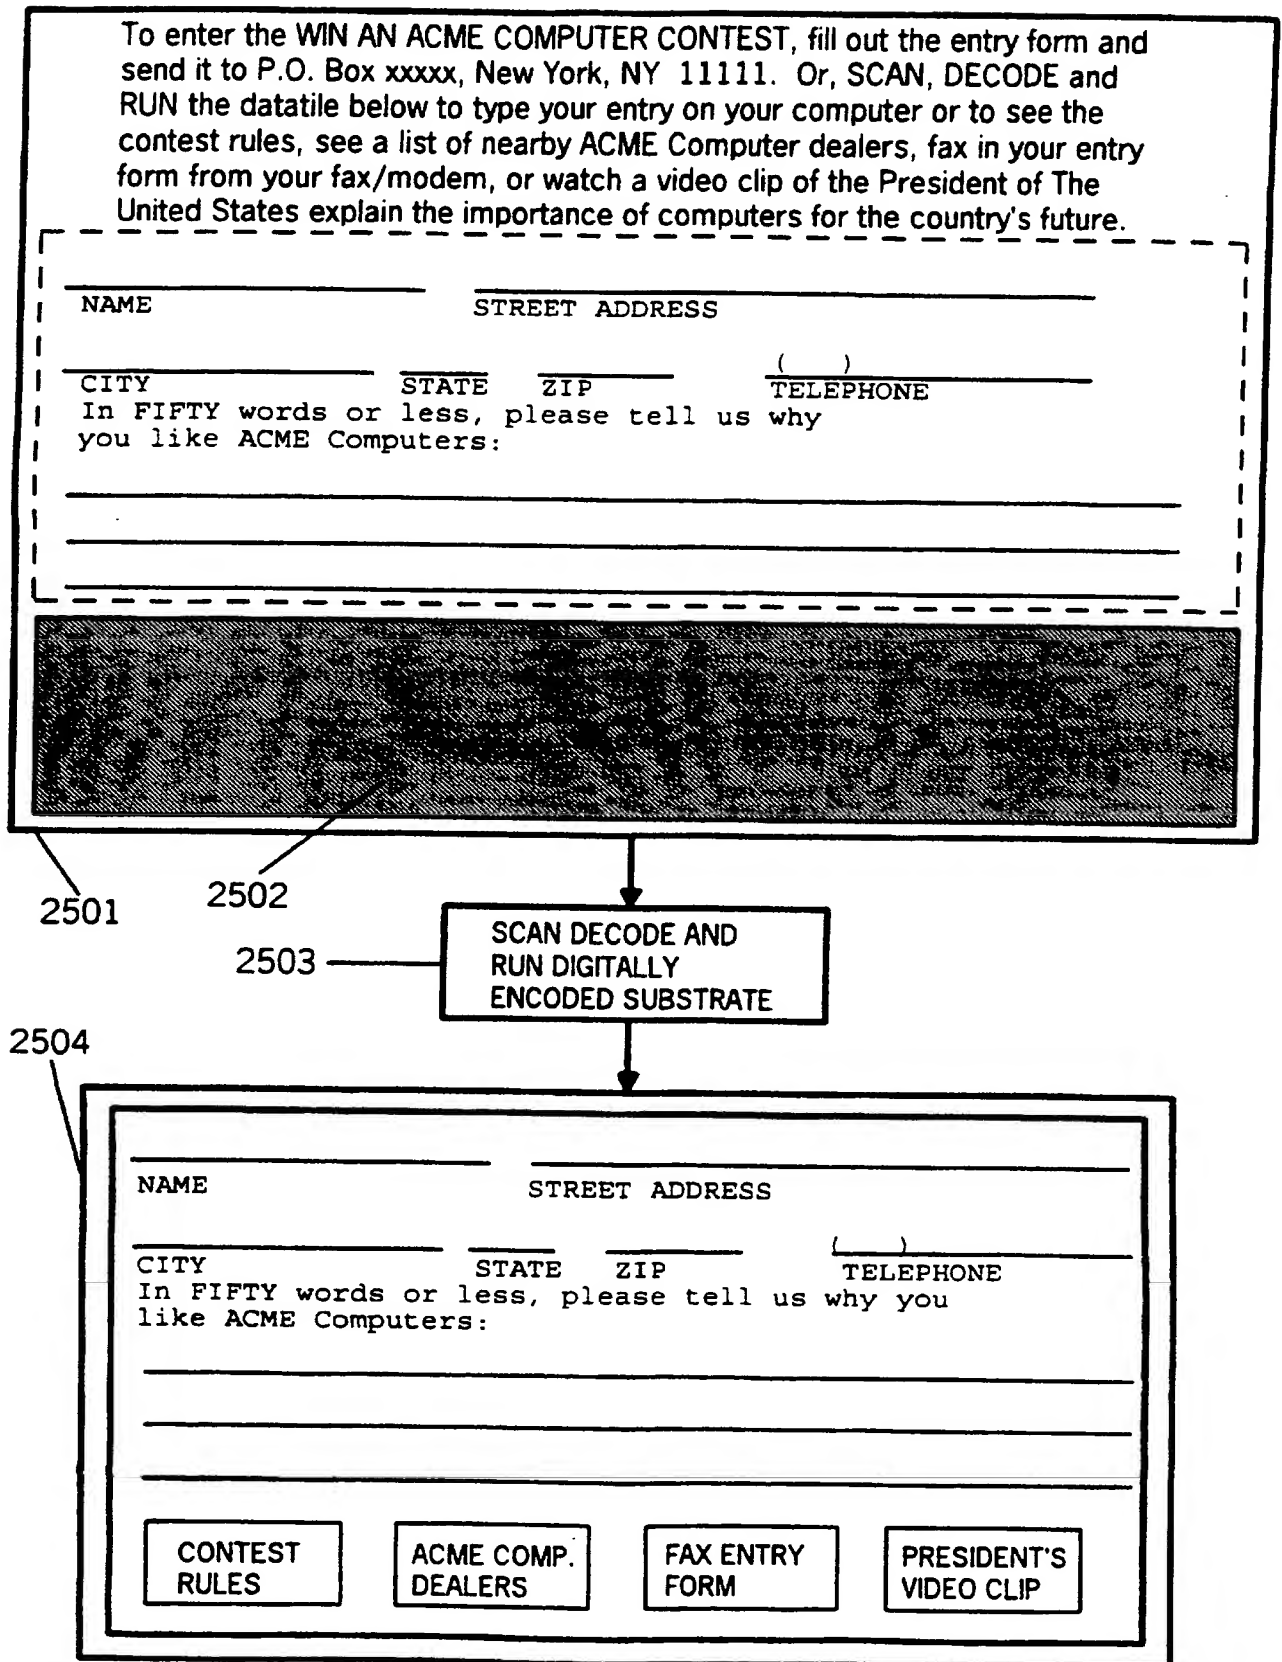 To enter the WIN AN ACME COMPUTER CONTEST, fill out the entry form and
send it to P.O. Box xxxxx, New York, NY 11111. Or, SCAN, DECODE and
RUN the datatile below to type your entry on your computer or to see the
contest rules, see a list of nearby ACME Computer dealers, fax in your entry
form from your fax/modem, or watch a video clip of the President of The
United States explain the importance of computers for the country's future.
NAME STREET ADDRESS
( )
CITY STATE ZIP TELEPHONE
In FIFTY words or less, please tell us why
you like ACME Computers:
2501 2502
2503
SCAN DECODE AND
RUN DIGITALLY
ENCODED SUBSTRATE
2504
NAME STREET ADDRESS
( )
CITY STATE ZIP TELEPHONE
In FIFTY words or less, please tell us why you
like ACME Computers:
CONTEST
RULES
ACME COMP.
DEALERS
FAX ENTRY
FORM
PRESIDENT'S
VIDEO CLIP